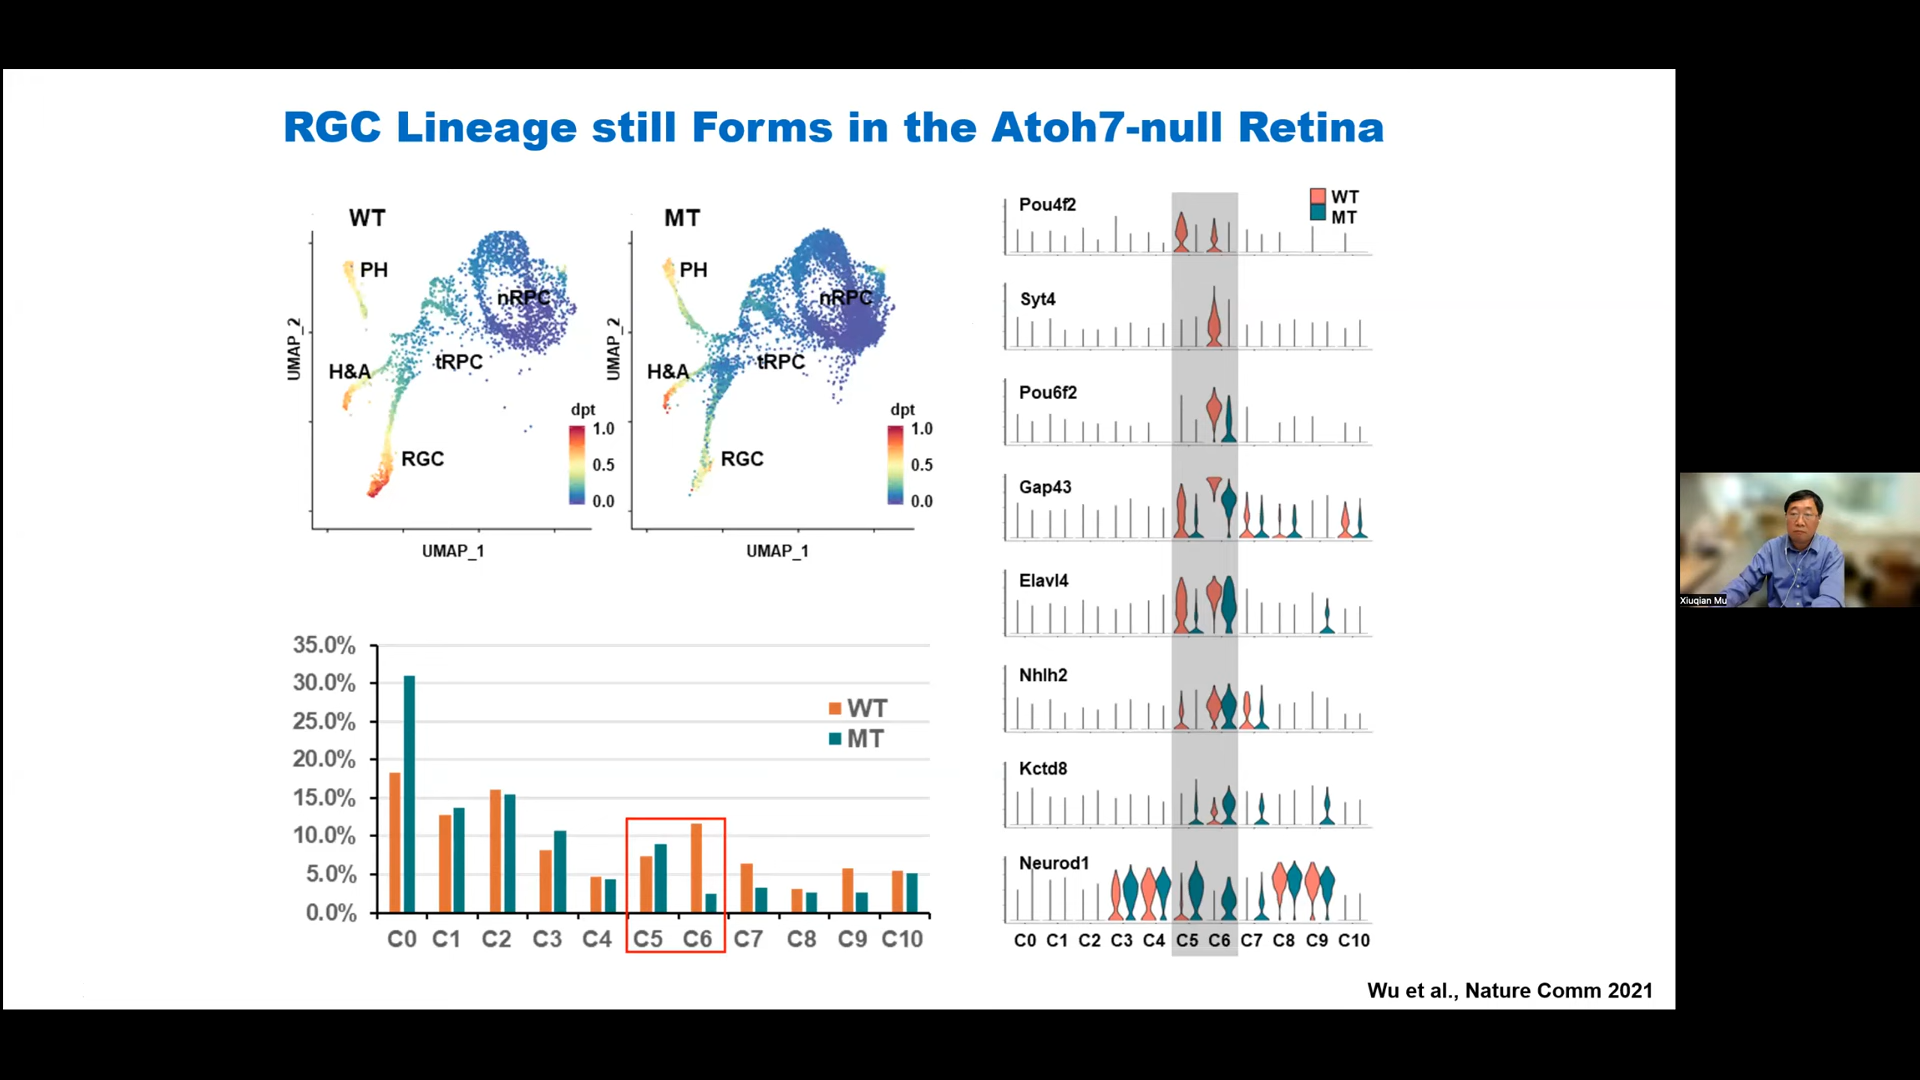 RGC Lineage still Forms in the Atoh7-null Retina
WT
PH
nRPC
H&A
tRPC
RGC
dpt
1.0
0.5
0.0
UMAP_2
UMAP_1
MT
PH
nRPC
H&A
tRPC
RGC
dpt
1.0
0.5
0.0
UMAP_2
UMAP_1
35.0%
30.0%
25.0%
20.0%
15.0%
10.0%
5.0%
0.0%
WT
MT
C0 C1 C2 C3 C4 C5 C6 C7 C8 C9 C10
WT
MT
Pou4f2
Syt4
Pou6f2
Gap43
Elavl4
Nhlh2
Kctd8
Neurod1
C0 C1 C2 C3 C4 C5 C6 C7 C8 C9 C10
Wu et al., Nature Comm 2021
Xiuqian Mu